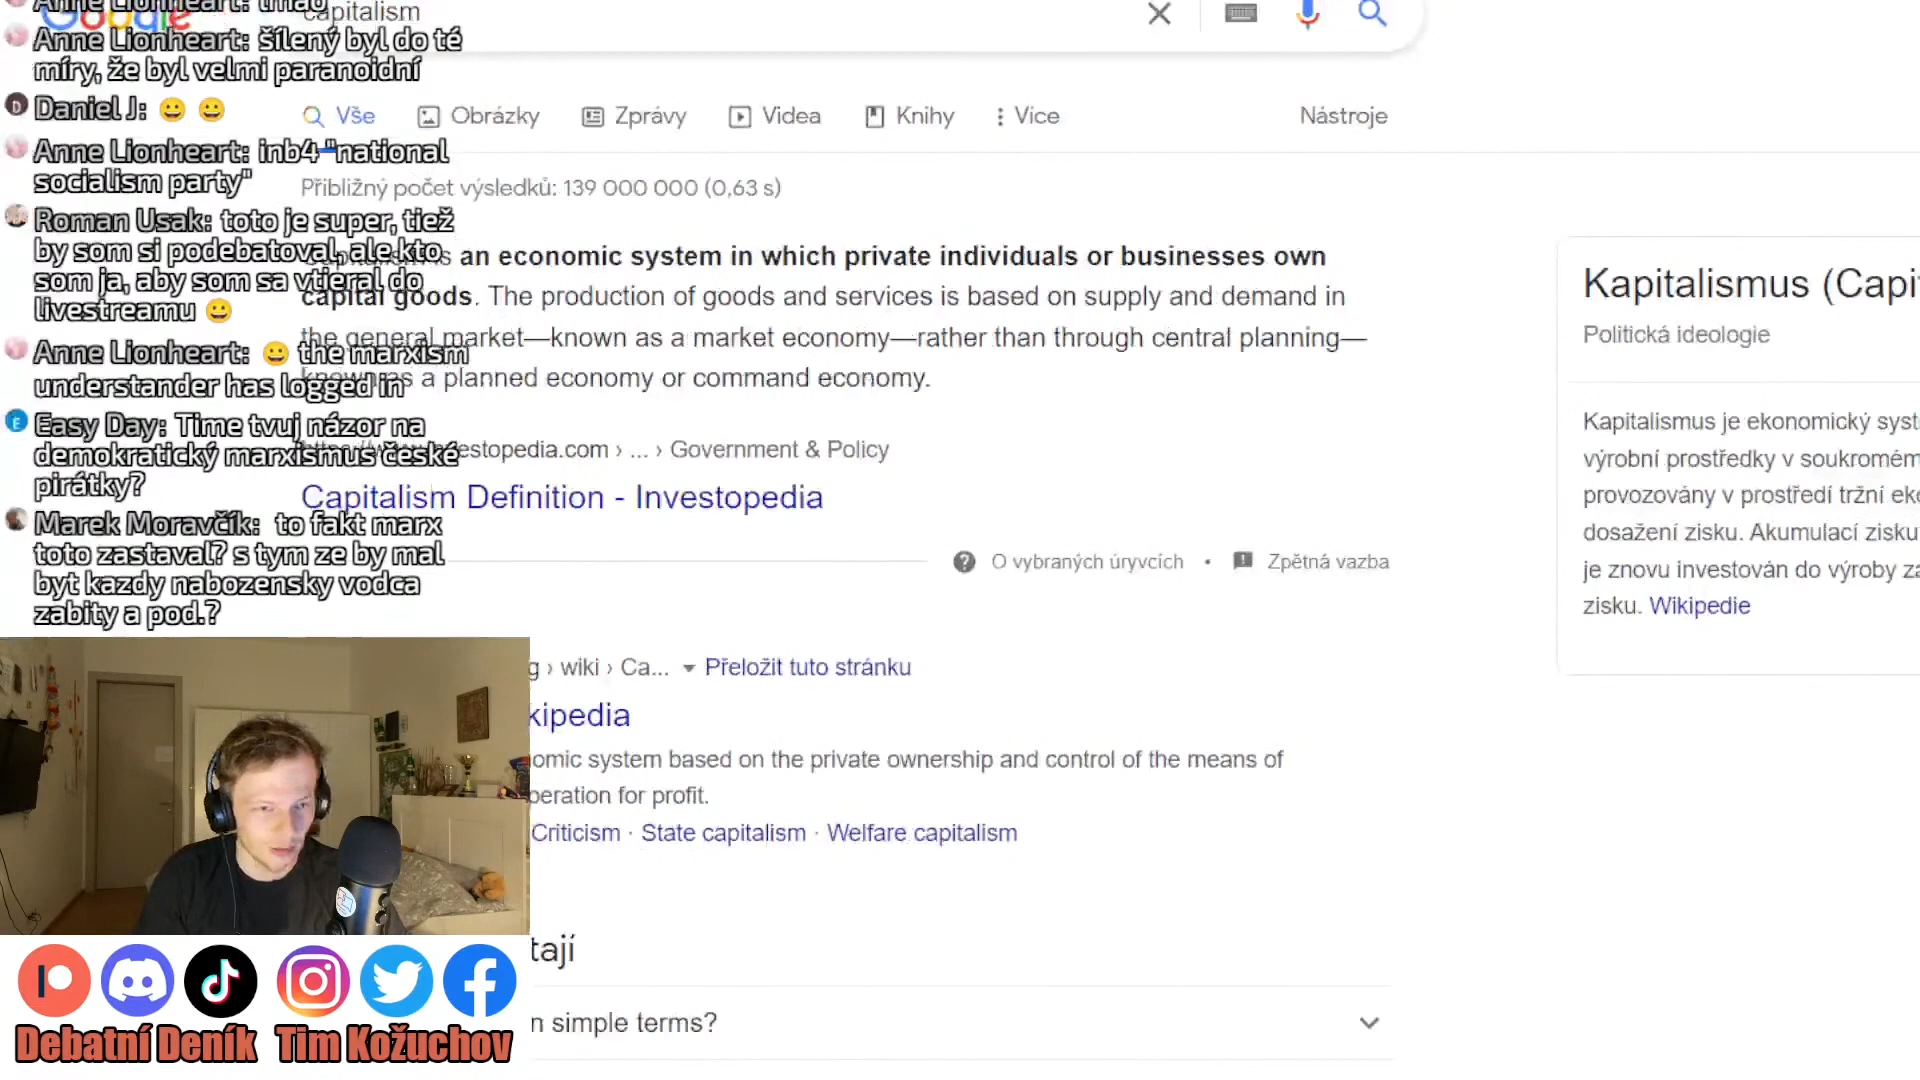 Anne Lionheart: lmao
Anne Lionheart: šílený byl do té
míry, že byl velmi paranoidní
D Daniel J: 😀 😀
Anne Lionheart: inb4 "national
socialism party"
Roman Usak: toto je super, tiež
by som si podebatoval, ale kto
som ja, aby som sa vtieral do
livestreamu 😀
Anne Lionheart: 😀 the marxism
understander has logged in
E Easy Day: Time tvuj názor na
demokratický marxismus české
pirátky?
Marek Moravčík: to fakt marx
toto zastaval? s tym ze by mal
byt kazdy nabozensky vodca
zabity a pod.?
Google
capitalism
Vše Obrázky Zprávy Videa Knihy Více Nástroje
Přibližný počet výsledků: 139 000 000 (0,63 s)
an economic system in which private individuals or businesses own
capital goods. The production of goods and services is based on supply and demand in
the general market—known as a market economy—rather than through central planning—
known as a planned economy or command economy.
estopedia.com › ... › Government & Policy
Capitalism Definition - Investopedia
O vybraných úryvcích • Zpětná vazba
g › wiki › Ca... Přeložit tuto stránku
kipedia
omic system based on the private ownership and control of the means of
peration for profit.
Criticism · State capitalism · Welfare capitalism
tají
n simple terms?
Kapitalismus (Capi
Politická ideologie
Kapitalismus je ekonomický syst
výrobní prostředky v soukromém
provozovány v prostředí tržní ek
dosažení zisku. Akumulací zisku
je znovu investován do výroby za
zisku. Wikipedie
Debatní Deník Tim Kožuchov